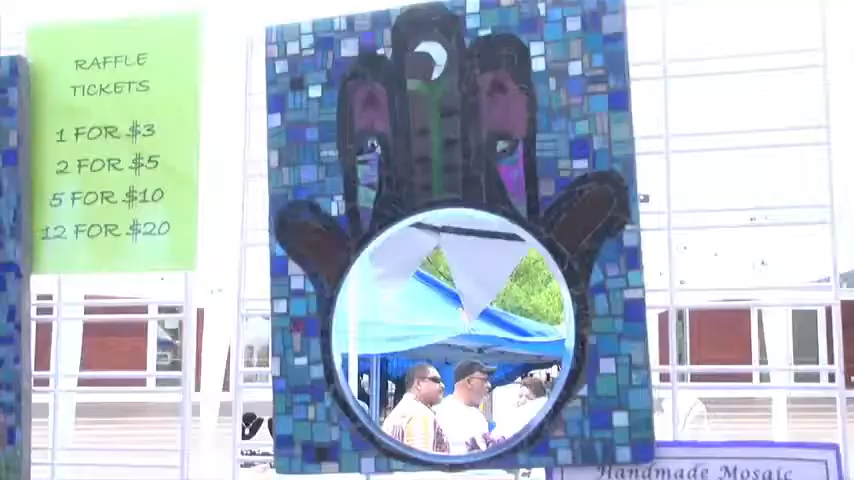 RAFFLE
TICKETS
1 FOR $3
2 FOR $5
5 FOR $10
12 FOR $20
Handmade Mosaic